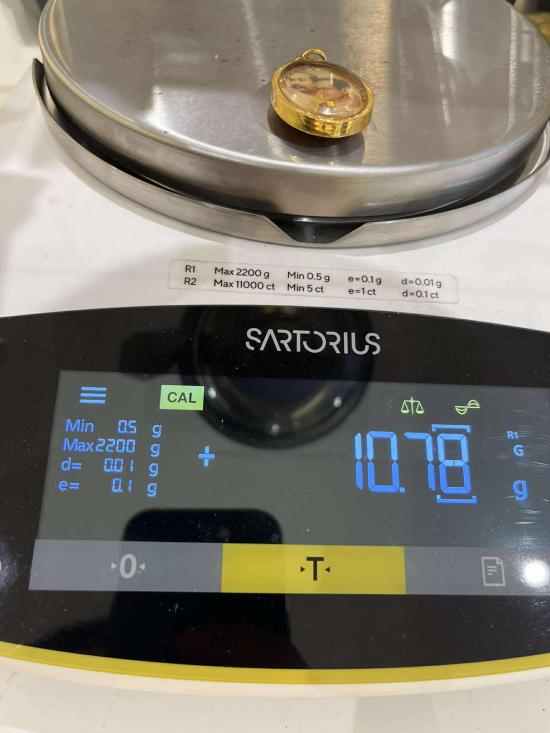 R1 Max 2200 g Min 0.5 g e=0.1 g d=0.01 g
R2 Max 11000 ct Min 5 ct e=1 ct d=0.1 ct
SARTORIUS
CAL
Min 0.5 g
Max 2200 g
d= 0.01 g
e= 0.1 g
+ 10.78 g
R1
G
0
T